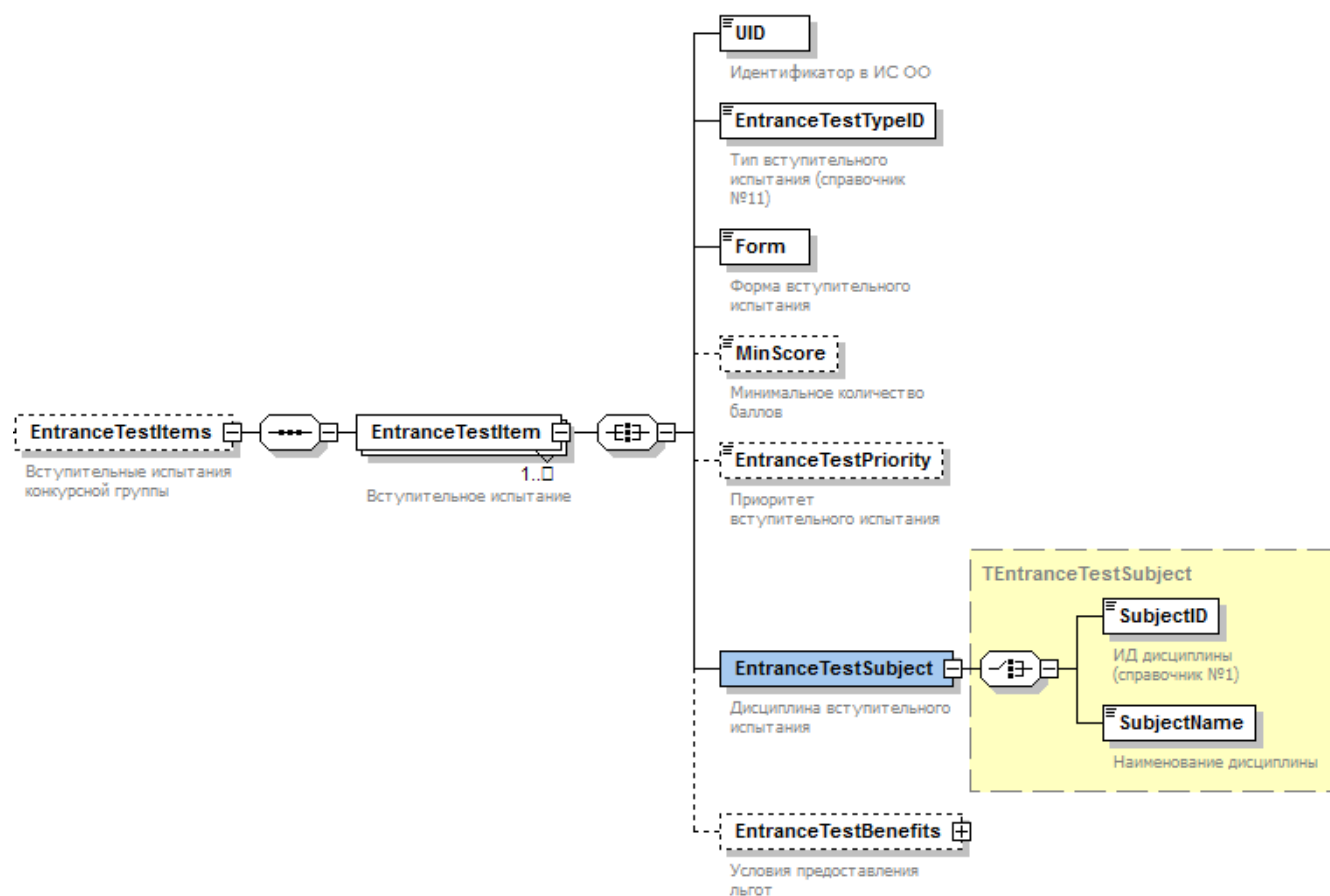 UID
Идентификатор в ИС ОО
EntranceTestTypeID
Тип вступительного
испытания (справочник
№11)
Form
Форма вступительного
испытания
MinScore
Минимальное количество
баллов
EntranceTestItems
Вступительные испытания
конкурсной группы
EntranceTestItem
1..□
Вступительное испытание
EntranceTestPriority
Приоритет
вступительного испытания
TEntranceTestSubject
SubjectID
ИД дисциплины
(справочник №1)
EntranceTestSubject
Дисциплина вступительного
испытания
SubjectName
Наименование дисциплины
EntranceTestBenefits
Условия предоставления
льгот